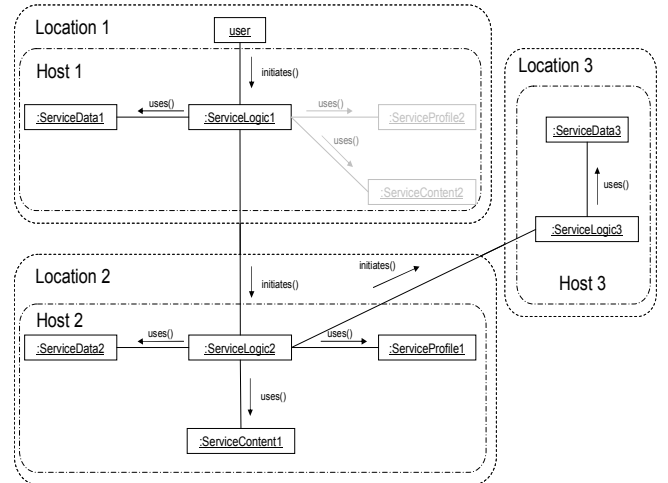 Location 1
user
Host 1
initiates()
:ServiceData1
uses()
:ServiceLogic1
uses()
:ServiceProfile2
uses()
:ServiceContent2
Location 3
:ServiceData3
uses()
:ServiceLogic3
Host 3
Location 2
initiates()
initiates()
Host 2
:ServiceData2
uses()
:ServiceLogic2
uses()
:ServiceProfile1
uses()
:ServiceContent1